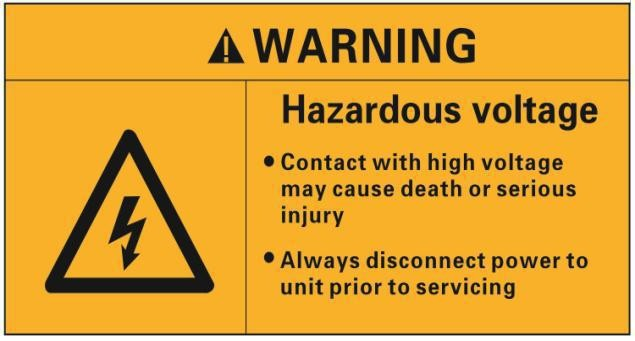 WARNING
Hazardous voltage
• Contact with high voltage
may cause death or serious
injury
• Always disconnect power to
unit prior to servicing